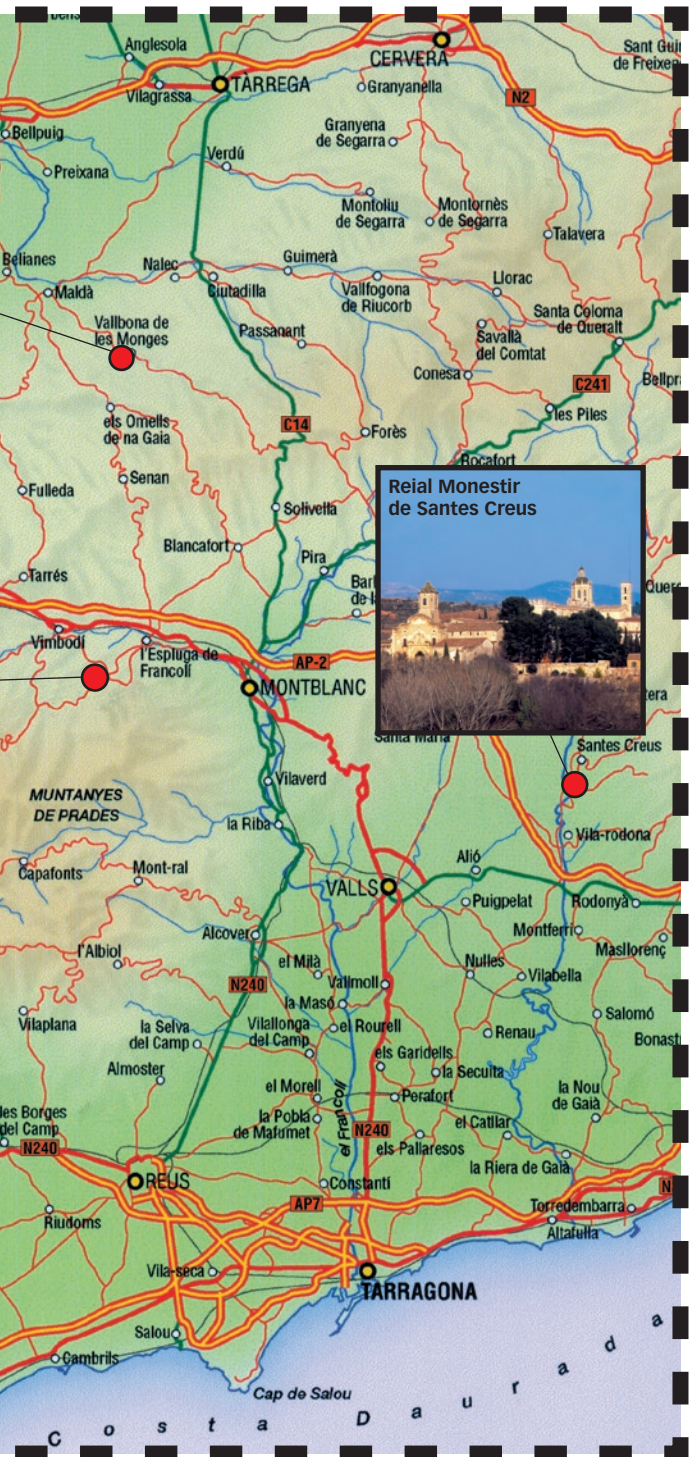 Anglesola
CERVERA
Sant Gui
de Freixen
Vilagrassa
TÀRREGA
Granyanella
N2
Bellpuig
Granyena
de Segarra
Verdú
Preixana
Montoliu
de Segarra
Montornès
de Segarra
Talavera
Belianes
Nalec
Guimerà
Maldà
Ciutadilla
Vallfogona
de Riucorb
Llorac
Vallbona de
les Monges
Passanant
Santa Coloma
de Queralt
Savallà
del Comtat
Conesa
C241
Bellpra
els Omells
de na Gaia
C14
Forès
les Piles
Rocafort
Senan
Fulleda
Solivella
Reial Monestir
de Santes Creus
Blancafort
Pira
Tarrés
Barb
de l
Quero
Vimbodí
l'Espluga de
Francolí
AP-2
MONTBLANC
tera
Santa Maria
Santes Creus
Vilaverd
MUNTANYES
DE PRADES
la Riba
Vila-rodona
Capafonts
Mont-ral
Alió
VALLS
Puigpelat
Rodonyà
Alcover
Montferri
Masllorenç
l'Albiol
el Milà
Nulles
N240
Vallmoll
Vilabella
la Masó
Vilaplana
la Selva
del Camp
Vilallonga
del Camp
el Rourell
Renau
Salomó
Bonast
els Garidells
Almoster
la Secuita
el Morell
Perafort
la Nou
de Gaià
les Borges
del Camp
la Pobla
de Mafumet
el Francolí
N240
el Catllar
N240
els Pallaresos
la Riera de Gaià
REUS
Constantí
AP7
Torredembarra
Riudoms
Altafulla
Vila-seca
TARRAGONA
Salou
Cambrils
Cap de Salou
Costa Daurada